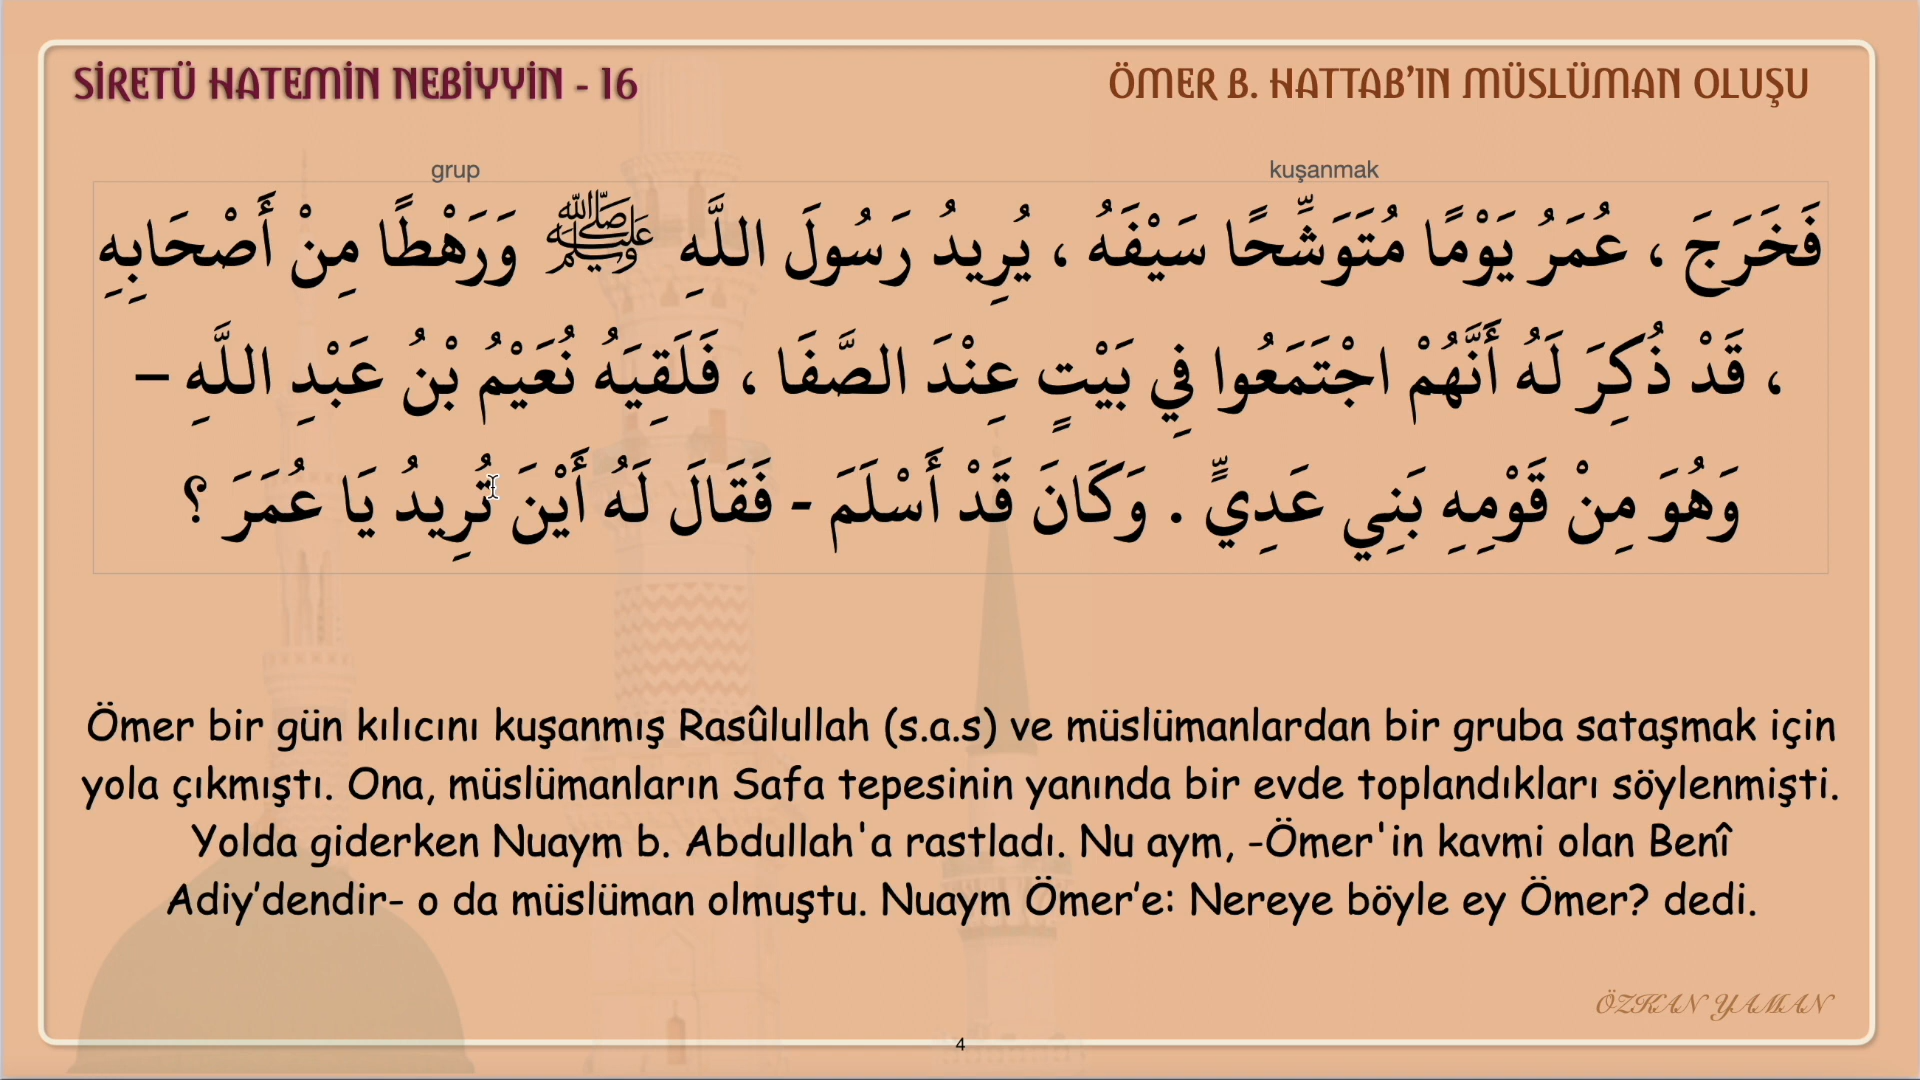 SİRETÜ HATEMİN NEBİYYİN - 16
ÖMER B. HATTAB’IN MÜSLÜMAN OLUŞU
grup
kuşanmak
فَخَرَجَ ، عُمَرُ يَوْمًا مُتَوَشِّحًا سَيْفَهُ ، يُرِيدُ رَسُولَ اللَّهِ ﷺ وَرَهْطًا مِنْ أَصْحَابِهِ
، قَدْ ذُكِرَ لَهُ أَنَّهُمْ اجْتَمَعُوا فِي بَيْتٍ عِنْدَ الصَّفَا ، فَلَقِيَهُ نُعَيْمُ بْنُ عَبْدِ اللَّهِ –
وَهُوَ مِنْ قَوْمِهِ بَنِي عَدِيٍّ . وَكَانَ قَدْ أَسْلَمَ - فَقَالَ لَهُ أَيْنَ تُرِيدُ يَا عُمَرَ ؟
Ömer bir gün kılıcını kuşanmış Rasûlullah (s.a.s) ve müslümanlardan bir gruba sataşmak için
yola çıkmıştı. Ona, müslümanların Safa tepesinin yanında bir evde toplandıkları söylenmişti.
Yolda giderken Nuaym b. Abdullah'a rastladı. Nu aym, -Ömer'in kavmi olan Benî
Adiy’dendir- o da müslüman olmuştu. Nuaym Ömer’e: Nereye böyle ey Ömer? dedi.
ÖZKAN YAMAN
4